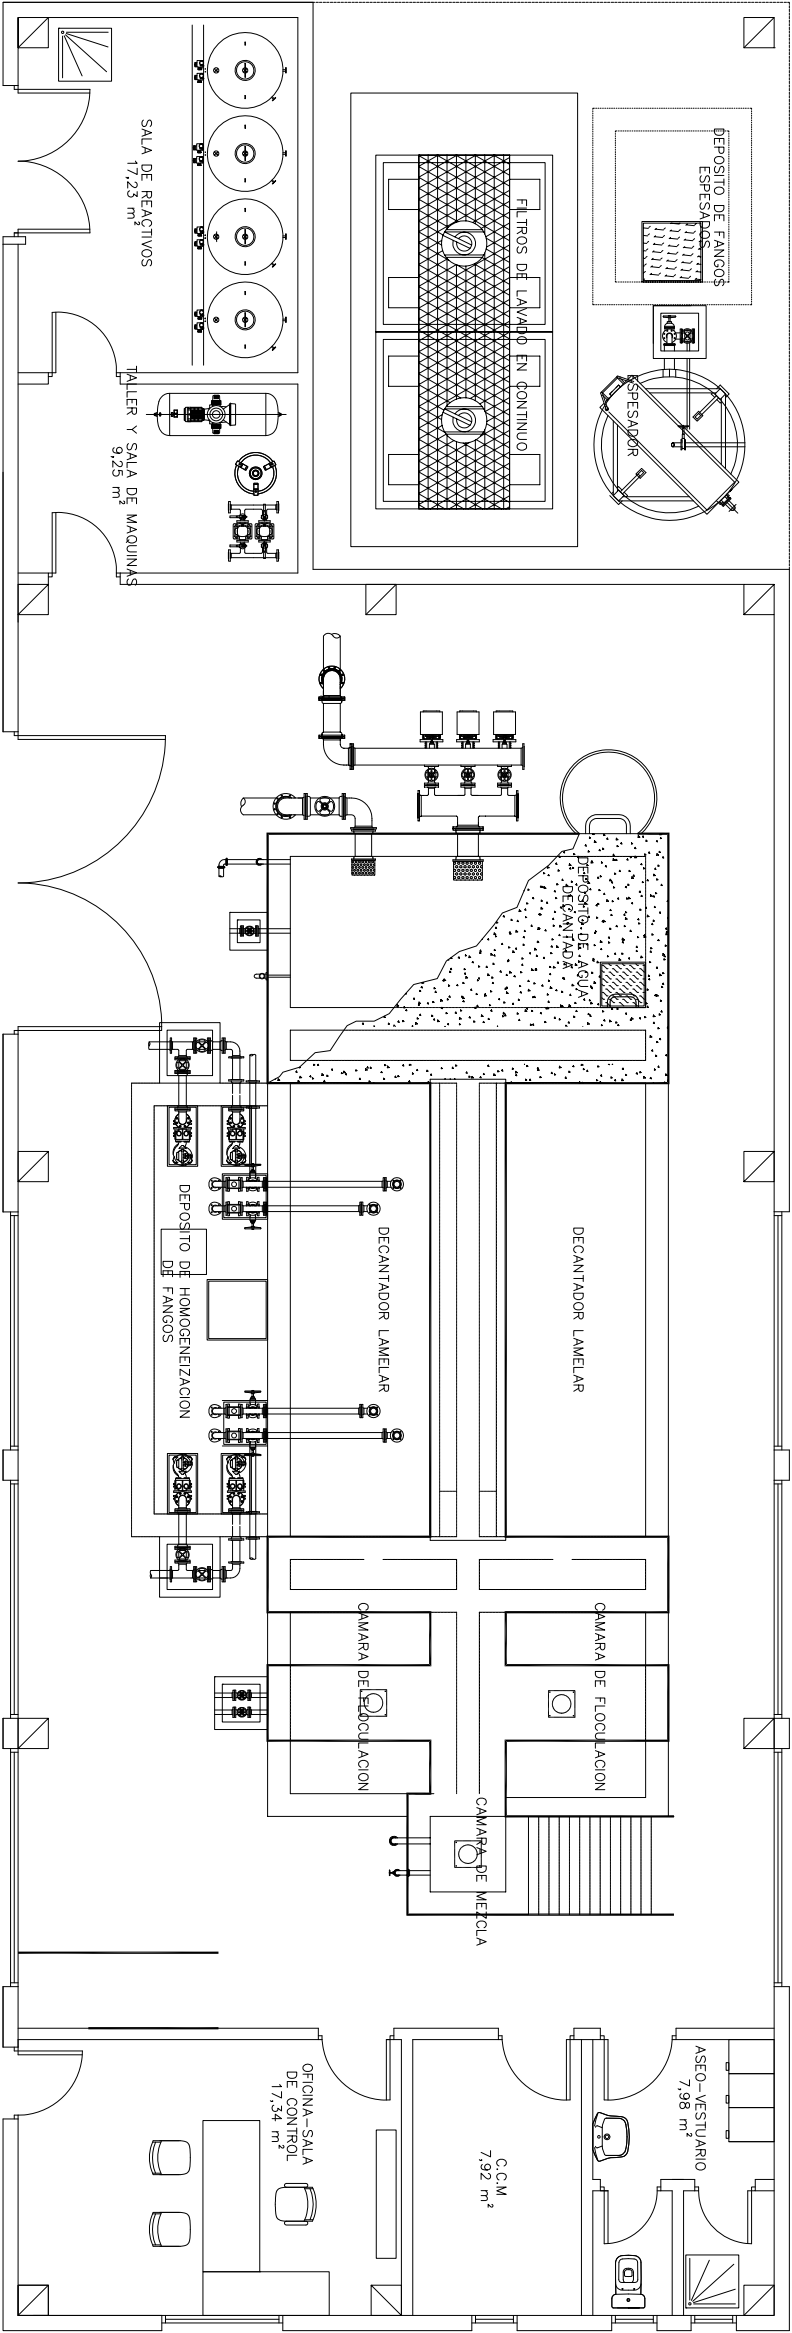 SALA DE REACTIVOS
17,23 m²
TALLER Y SALA DE MAQUINAS
9,25 m²
FILTROS DE LAVADO EN CONTINUO
DEPOSITO DE FANGOS
ESPESADOS
ESPESADOR
DEPOSITO DE AGUA
DECANTADA
DEPOSITO DE HOMOGENEIZACION
DE FANGOS
DECANTADOR LAMELAR
DECANTADOR LAMELAR
CAMARA DE FLOCULACION
CAMARA DE FLOCULACION
CAMARA DE MEZCLA
OFICINA-SALA
DE CONTROL
17,34 m²
C.C.M
7,92 m²
ASEO-VESTUARIO
7,98 m²